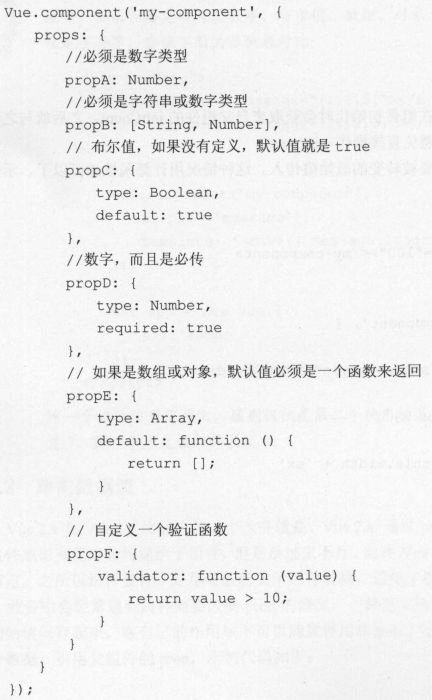 Vue.component('my-component', {
    props: {
        //必须是数字类型
        propA: Number,
        //必须是字符串或数字类型
        propB: [String, Number],
        // 布尔值，如果没有定义，默认值就是 true
        propC: {
            type: Boolean,
            default: true
        },
        //数字，而且是必传
        propD: {
            type: Number,
            required: true
        },
        // 如果是数组或对象，默认值必须是一个函数来返回
        propE: {
            type: Array,
            default: function () {
                return [];
            }
        },
        // 自定义一个验证函数
        propF: {
            validator: function (value) {
                return value > 10;
            }
        }
    }
});